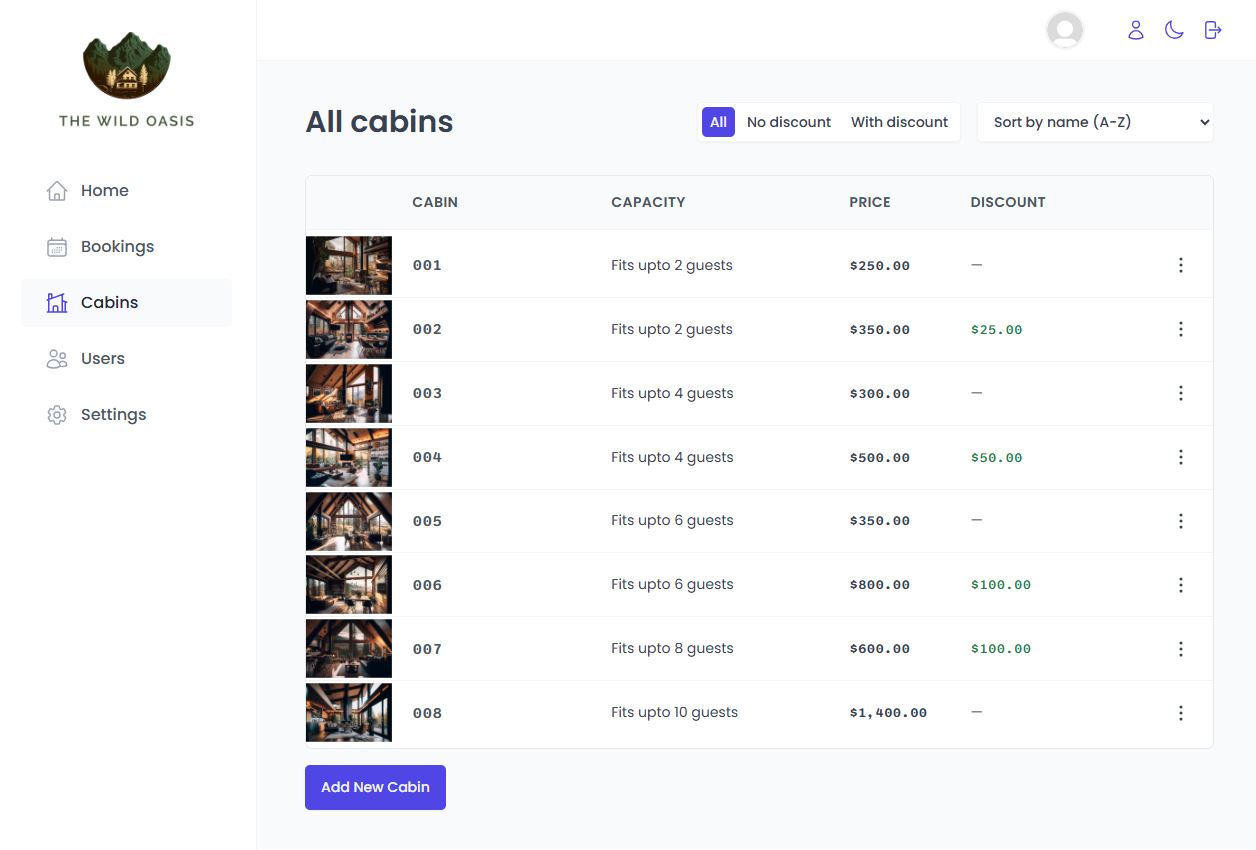 THE WILD OASIS
Home
Bookings
Cabins
Users
Settings
All cabins
All No discount With discount Sort by name (A-Z)
CABIN CAPACITY PRICE DISCOUNT
001 Fits upto 2 guests $250.00 —
002 Fits upto 2 guests $350.00 $25.00
003 Fits upto 4 guests $300.00 —
004 Fits upto 4 guests $500.00 $50.00
005 Fits upto 6 guests $350.00 —
006 Fits upto 6 guests $800.00 $100.00
007 Fits upto 8 guests $600.00 $100.00
008 Fits upto 10 guests $1,400.00 —
Add New Cabin